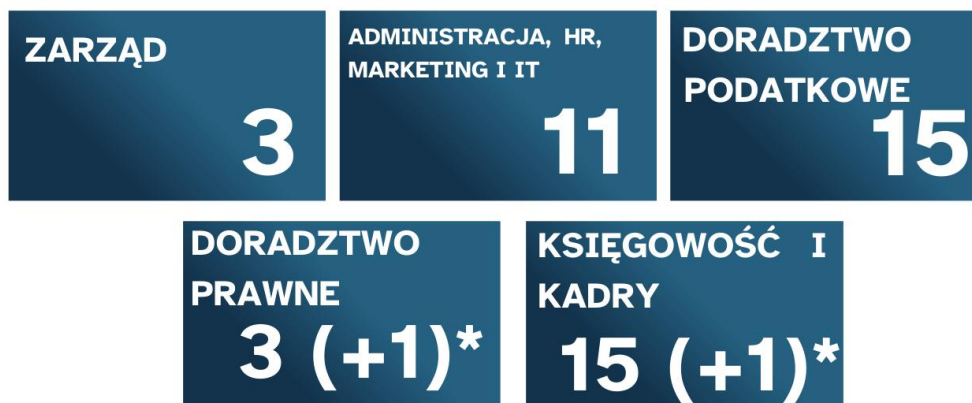 ZARZĄD
3
ADMINISTRACJA, HR,
MARKETING I IT
11
DORADZTWO
PODATKOWE
15
DORADZTWO
PRAWNE
3 (+1)*
KSIĘGOWOŚĆ I
KADRY
15 (+1)*